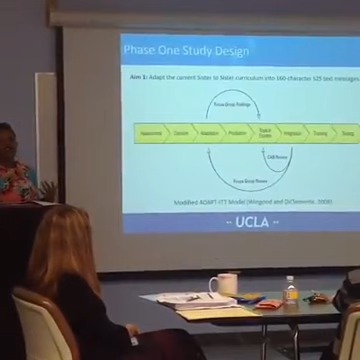 Phase One Study Design
Aim 1: Adapt the content Sister to Sister curriculum into 160-character S2S text messages
Focus Group Findings
Assessment
Decision
Adaptation
Production
Topical Experts
Integration
Training
Testing
CAB Review
Focus Group Review
Modified ADAPT-ITT Model (Wingood and DiClemente, 2008)
- UCLA -